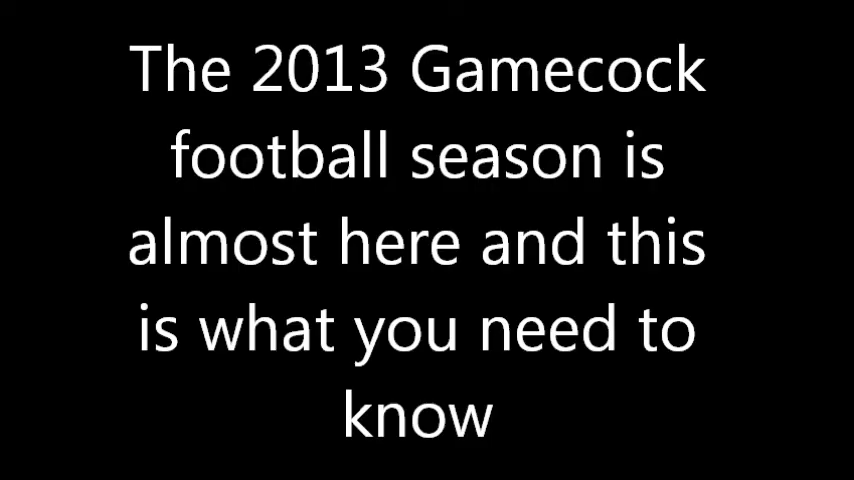 The 2013 Gamecock
football season is
almost here and this
is what you need to
know